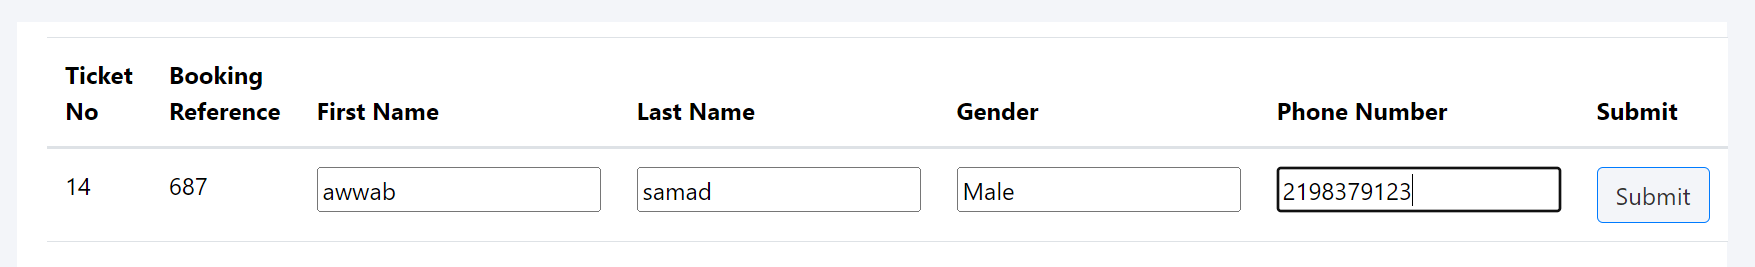 Ticket No Booking Reference First Name Last Name Gender Phone Number Submit
14 687 awwab samad Male 2198379123 Submit